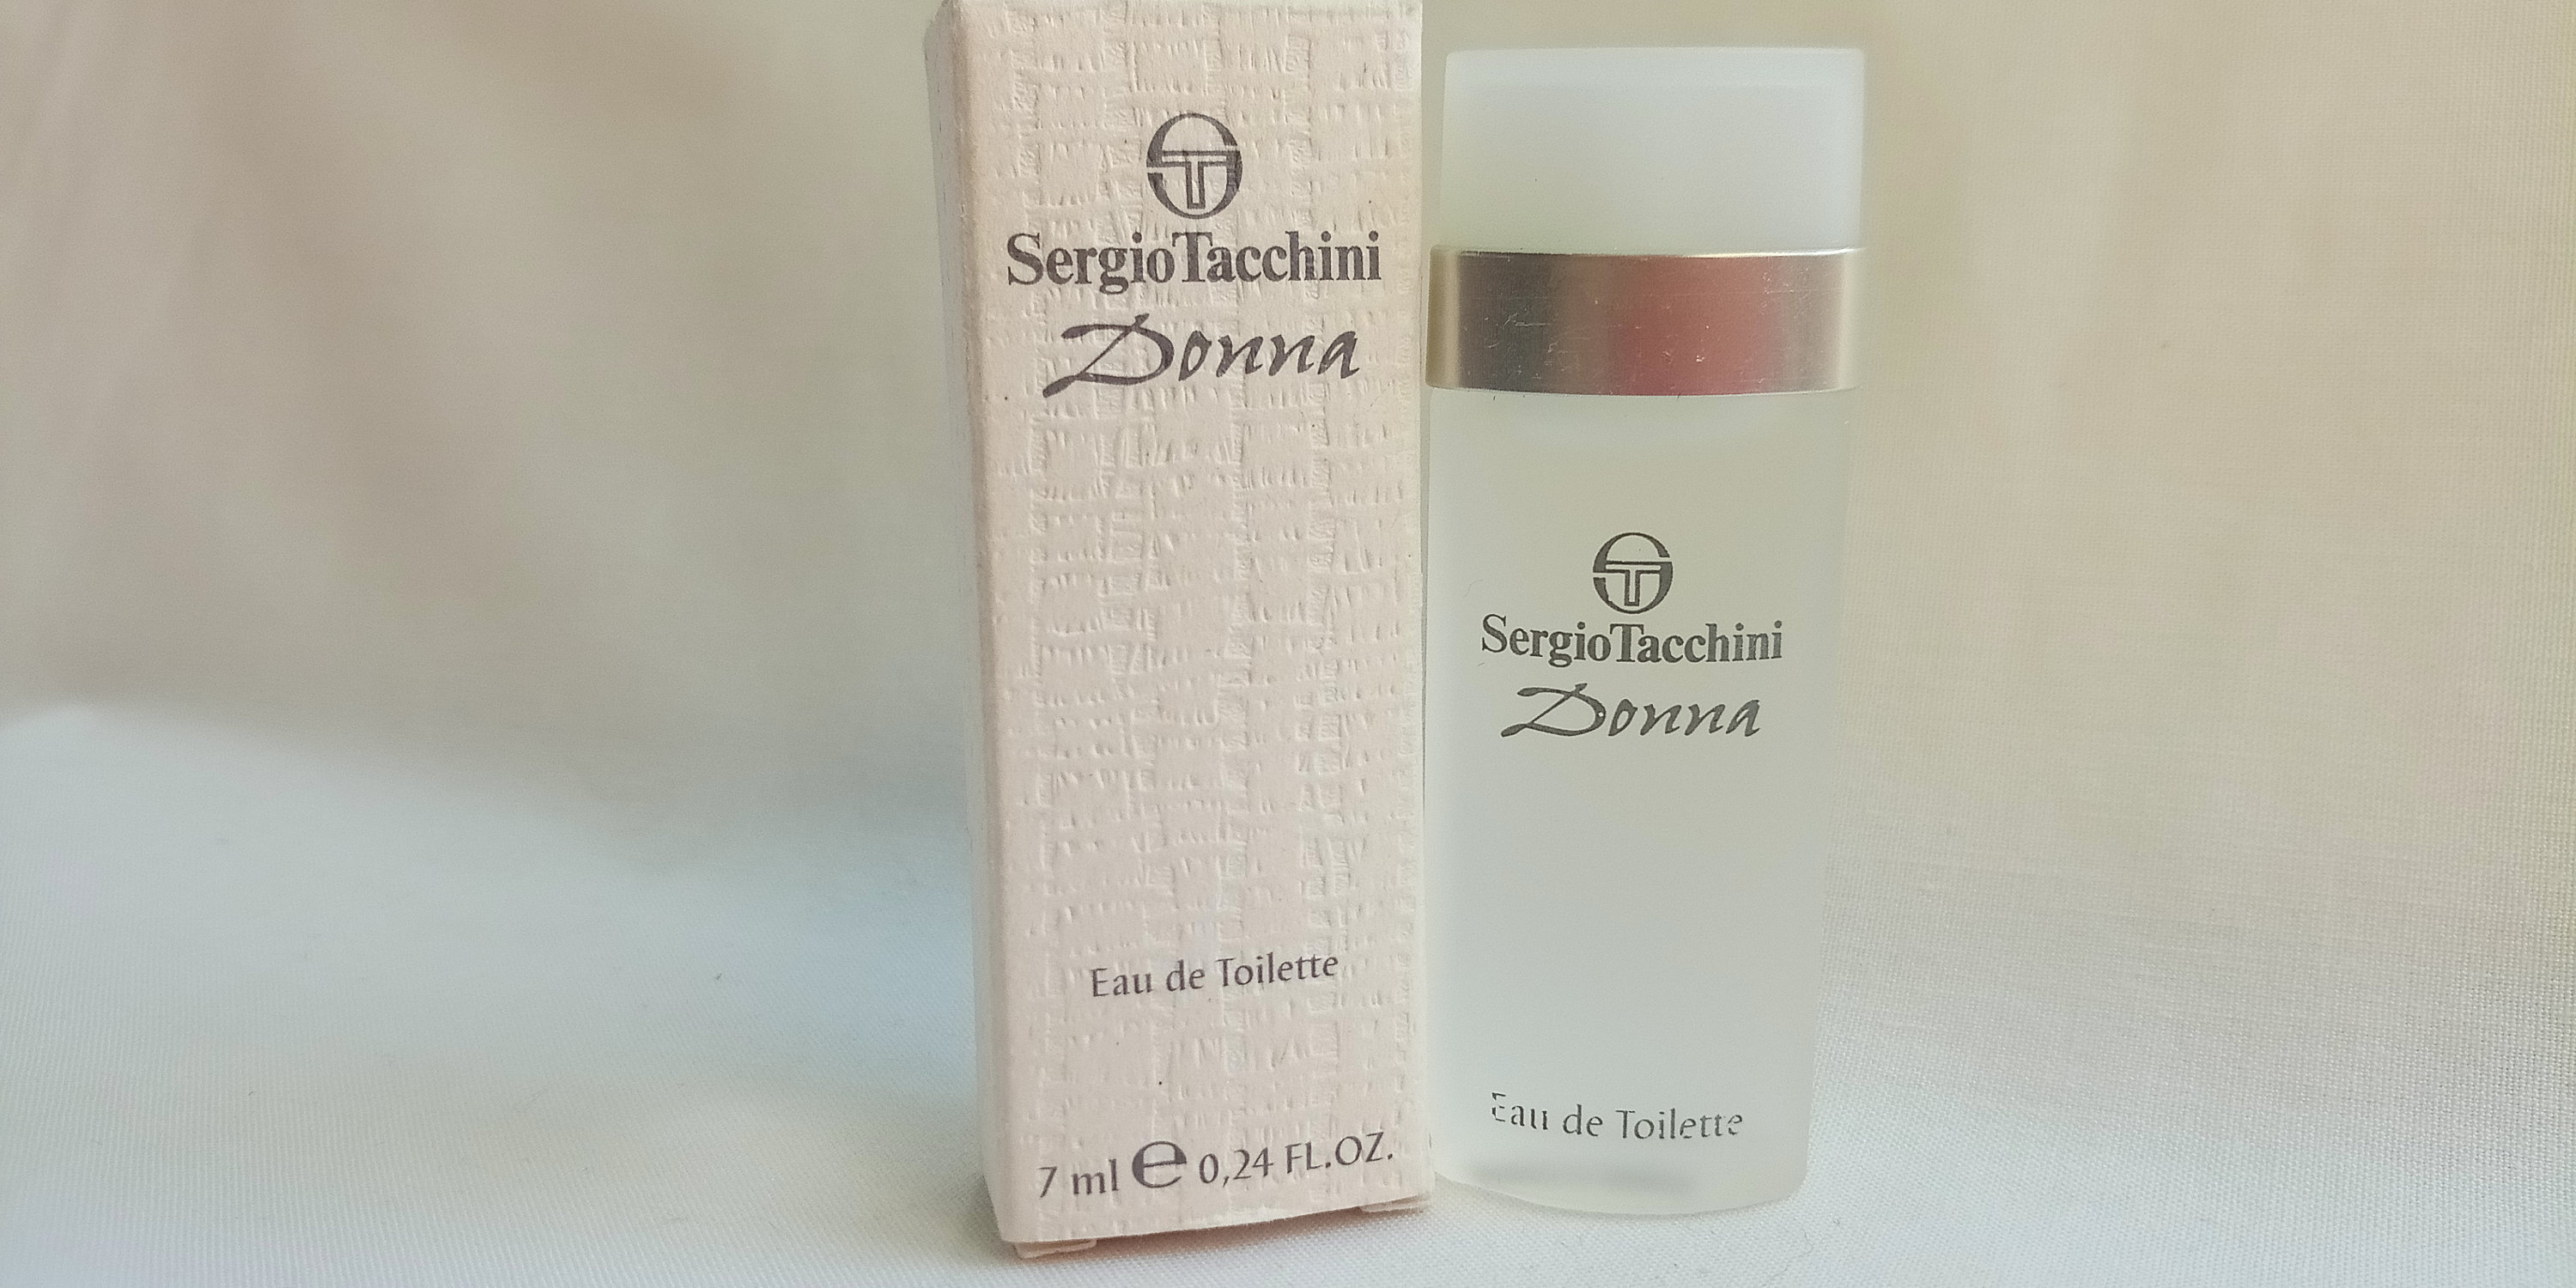 SergioTacchini
Donna
Eau de Toilette
7 ml e 0,24 FL.OZ.
SergioTacchini
Donna
Eau de Toilette